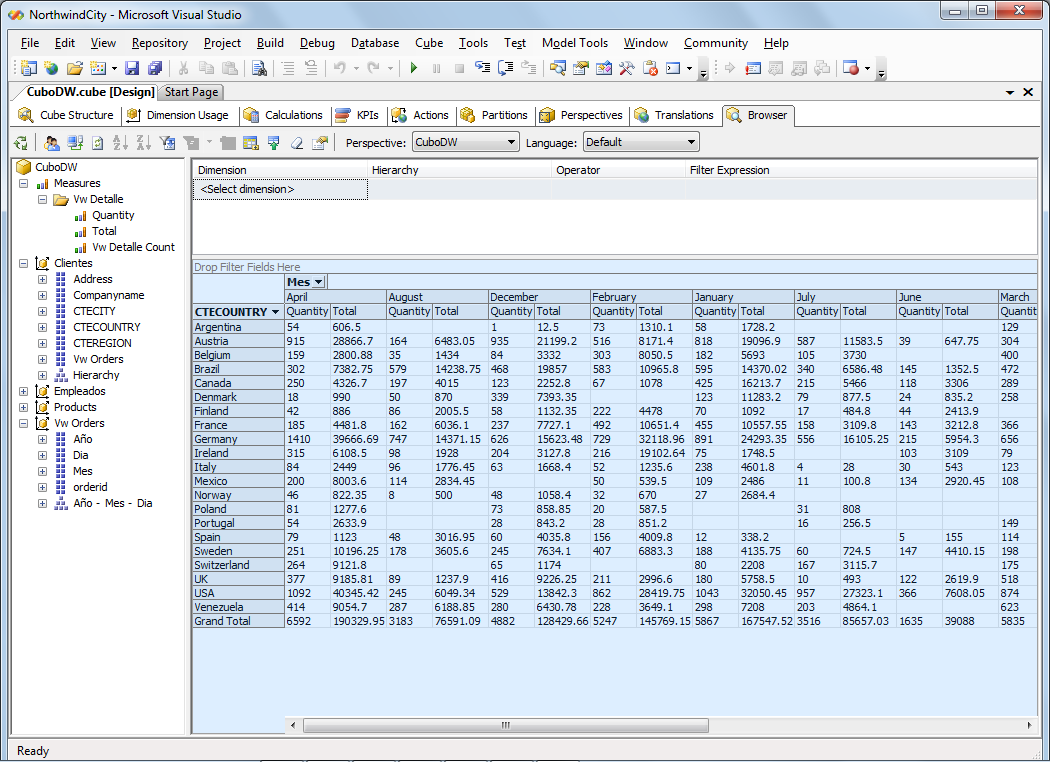 NorthwindCity - Microsoft Visual Studio
File Edit View Repository Project Build Debug Database Cube Tools Test Model Tools Window Community Help
CuboDW.cube [Design] Start Page
Cube Structure Dimension Usage Calculations KPIs Actions Partitions Perspectives Translations Browser
Perspective: CuboDW Language: Default
CuboDW
Measures
Vw Detalle
Quantity
Total
Vw Detalle Count
Clientes
Address
Companyname
CTECITY
CTECOUNTRY
CTEREGION
Vw Orders
Hierarchy
Empleados
Products
Vw Orders
Año
Dia
Mes
orderid
Año - Mes - Dia
Dimension Hierarchy Operator Filter Expression
<Select dimension>
Drop Filter Fields Here
Mes
April August December February January July June March
CTECOUNTRY Quantity Total Quantity Total Quantity Total Quantity Total Quantity Total Quantity Total Quantity Total Quantit
Argentina 54 606.5 1 12.5 73 1310.1 58 1728.2 129
Austria 915 28866.7 164 6483.05 935 21199.2 516 8171.4 818 19096.9 587 11583.5 39 647.75 304
Belgium 159 2800.88 35 1434 84 3332 303 8050.5 182 5693 105 3730 400
Brazil 302 7382.75 579 14238.75 468 19857 583 10965.8 595 14370.02 340 6586.48 145 1352.5 472
Canada 250 4326.7 197 4015 123 2252.8 67 1078 425 16213.7 215 5466 118 3306 289
Denmark 18 990 50 870 339 7393.35 123 11283.2 79 877.5 24 835.2 258
Finland 42 886 86 2005.5 58 1132.35 222 4478 70 1092 17 484.8 44 2413.9
France 185 4481.8 162 6036.1 237 7727.1 492 10651.4 455 10557.55 158 3109.8 143 3212.8 366
Germany 1410 39666.69 747 14371.15 626 15623.48 729 32118.96 891 24293.35 556 16105.25 215 5954.3 656
Ireland 315 6108.5 98 1928 204 3127.8 216 19102.64 75 1748.5 103 3109 79
Italy 84 2449 96 1776.45 63 1668.4 52 1235.6 238 4601.8 4 28 30 543 123
Mexico 200 8003.6 114 2834.45 50 539.5 109 2486 11 100.8 134 2920.45 108
Norway 46 822.35 8 500 48 1058.4 32 670 27 2684.4
Poland 81 1277.6 73 858.85 20 587.5 31 808
Portugal 54 2633.9 28 843.2 28 851.2 16 256.5 149
Spain 79 1123 48 3016.95 60 4035.8 156 4009.8 12 338.2 5 155 114
Sweden 251 10196.25 178 3605.6 245 7634.1 407 6883.3 188 4135.75 60 724.5 147 4410.15 198
Switzerland 264 9121.8 65 1174 80 2208 167 3115.7 175
UK 377 9185.81 89 1237.9 416 9226.25 211 2996.6 180 5758.5 10 493 122 2619.9 518
USA 1092 40345.42 245 6049.34 529 13842.3 862 28419.75 1043 32050.45 957 27323.1 366 7608.05 874
Venezuela 414 9054.7 287 6188.85 280 6430.78 228 3649.1 298 7208 203 4864.1 623
Grand Total 6592 190329.95 3183 76591.09 4882 128429.66 5247 145769.15 5867 167547.52 3516 85657.03 1635 39088 5835
Ready